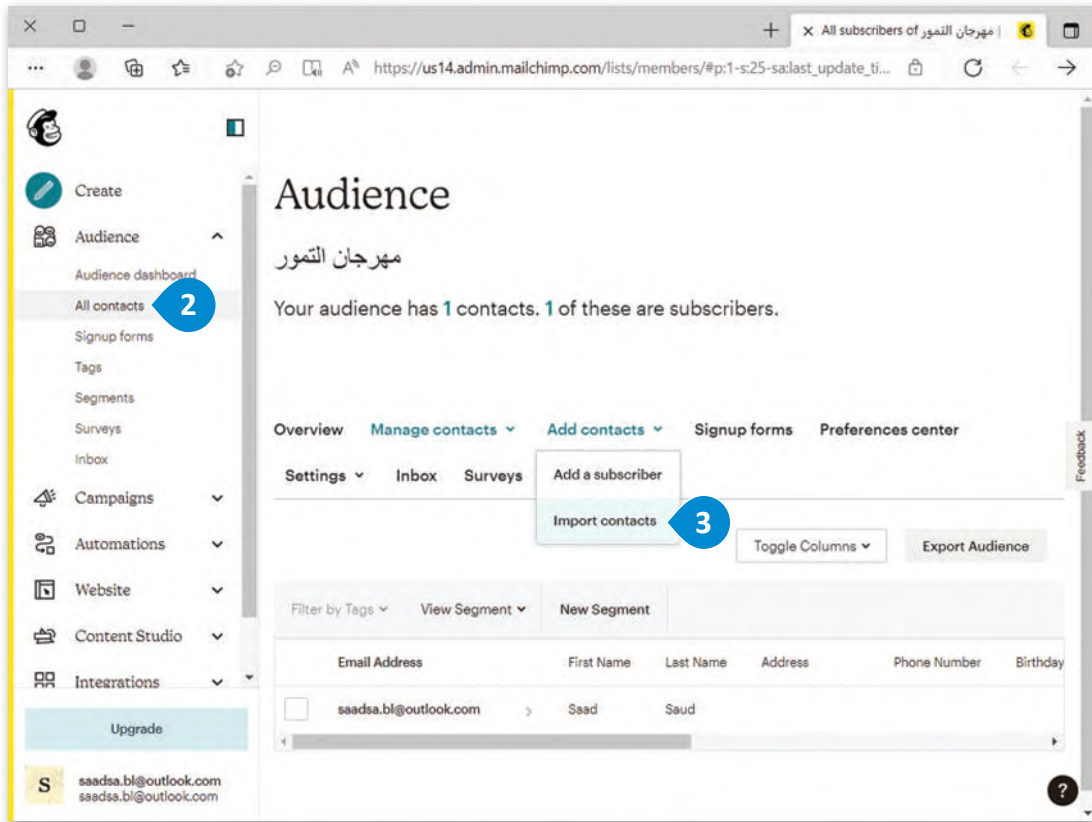 All subscribers of مهرجان التمور |
https://us14.admin.mailchimp.com/lists/members/#p:1-s:25-sa:last_update_ti...
Create
Audience
Audience dashboard
All contacts
2
Signup forms
Tags
Segments
Surveys
Inbox
Campaigns
Automations
Website
Content Studio
Integrations
Upgrade
S
saadsa.bl@outlook.com
saadsa.bl@outlook.com
Audience
مهرجان التمور
Your audience has 1 contacts. 1 of these are subscribers.
Overview Manage contacts Add contacts Signup forms Preferences center
Settings Inbox Surveys
Add a subscriber
Import contacts
3
Feedback
Toggle Columns Export Audience
Filter by Tags View Segment New Segment
Email Address First Name Last Name Address Phone Number Birthday
saadsa.bl@outlook.com Saad Saud
?